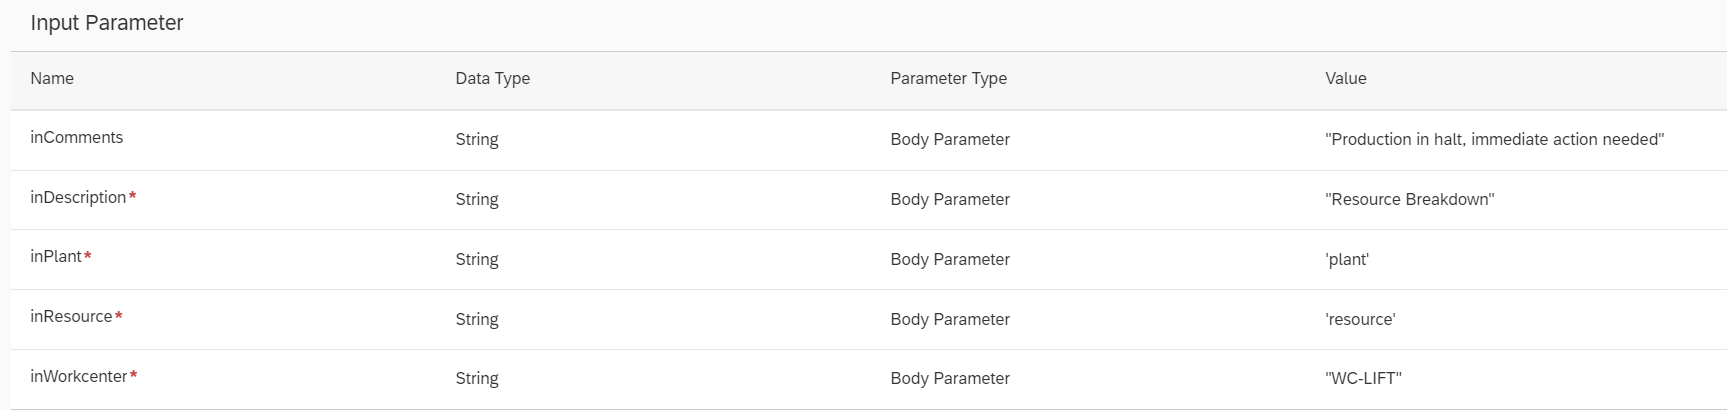 Input Parameter
Name Data Type Parameter Type Value
inComments String Body Parameter "Production in halt, immediate action needed"
inDescription* String Body Parameter "Resource Breakdown"
inPlant* String Body Parameter 'plant'
inResource* String Body Parameter 'resource'
inWorkcenter* String Body Parameter "WC-LIFT"